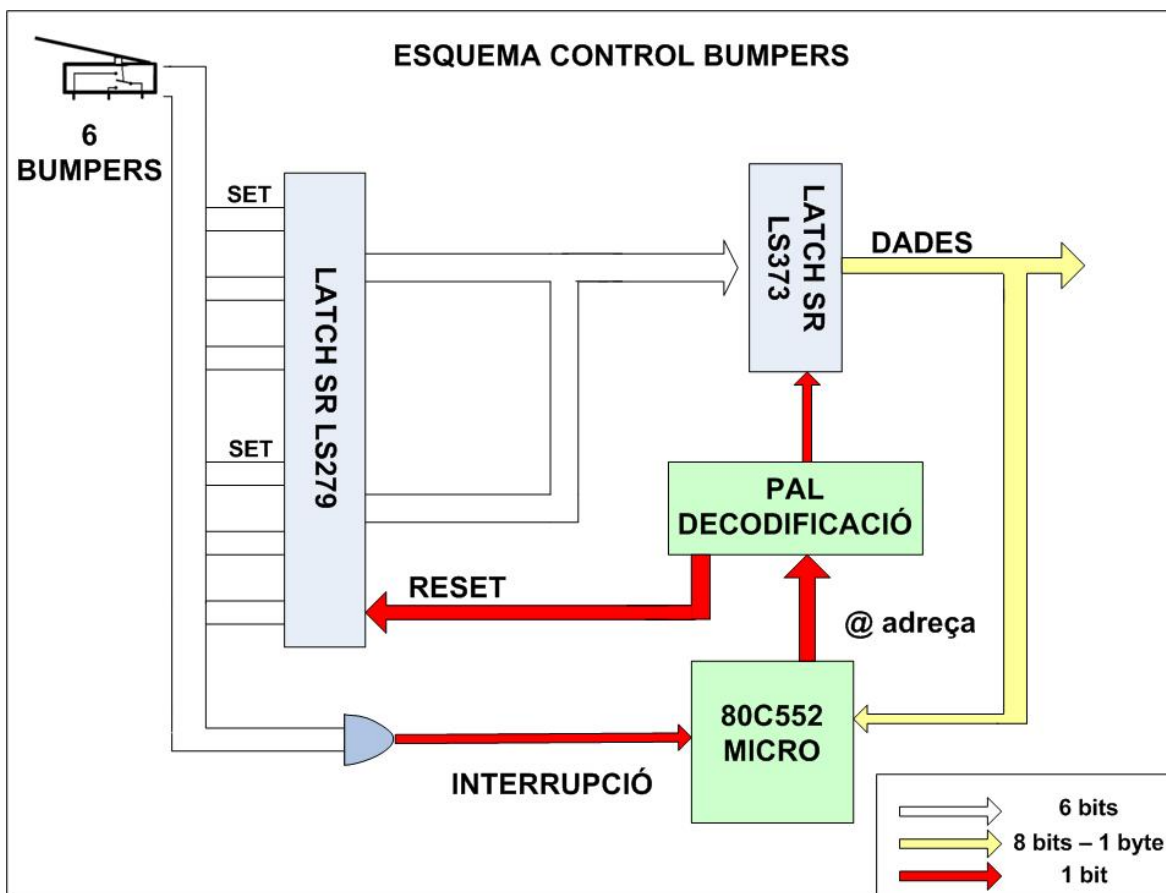 ESQUEMA CONTROL BUMPERS
6
BUMPERS
SET
SET
LATCH SR LS279
LATCH SR
LS373
DADES
PAL
DECODIFICACIÓ
RESET
@ adreça
80C552
MICRO
INTERRUPCIÓ
6 bits
8 bits – 1 byte
1 bit